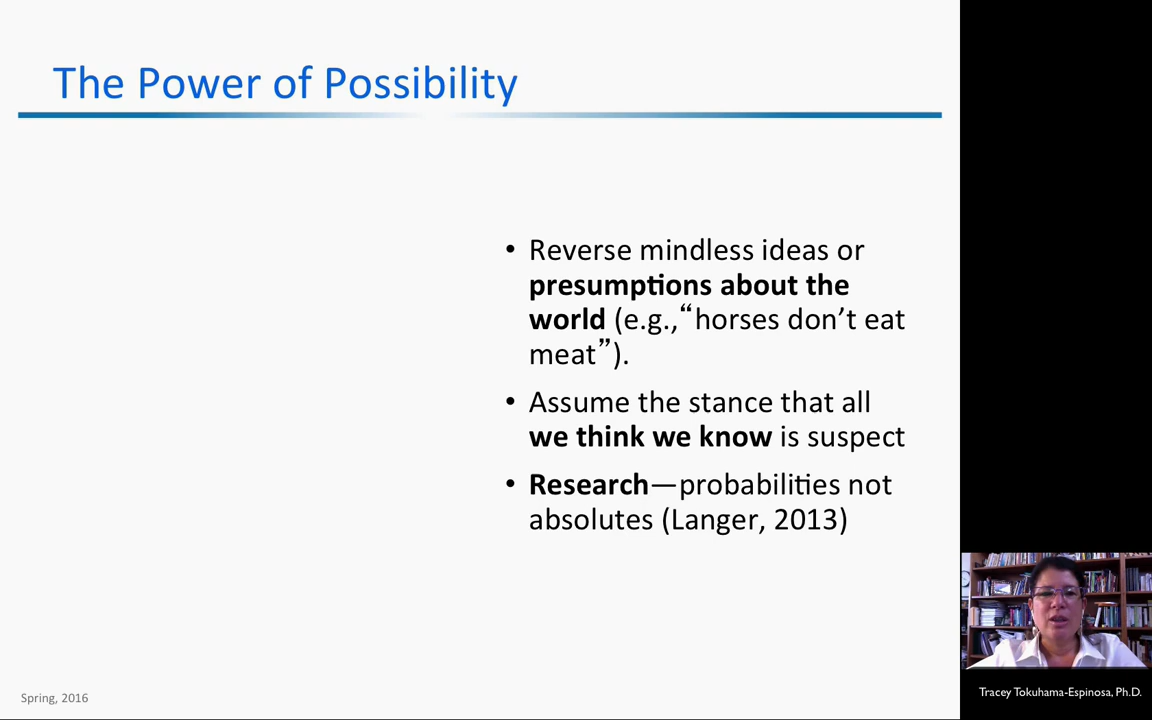 The Power of Possibility
• Reverse mindless ideas or
presumptions about the
world (e.g.,“horses don’t eat
meat”).
• Assume the stance that all
we think we know is suspect
• Research—probabilities not
absolutes (Langer, 2013)
Spring, 2016
Tracey Tokuhama-Espinosa, Ph.D.